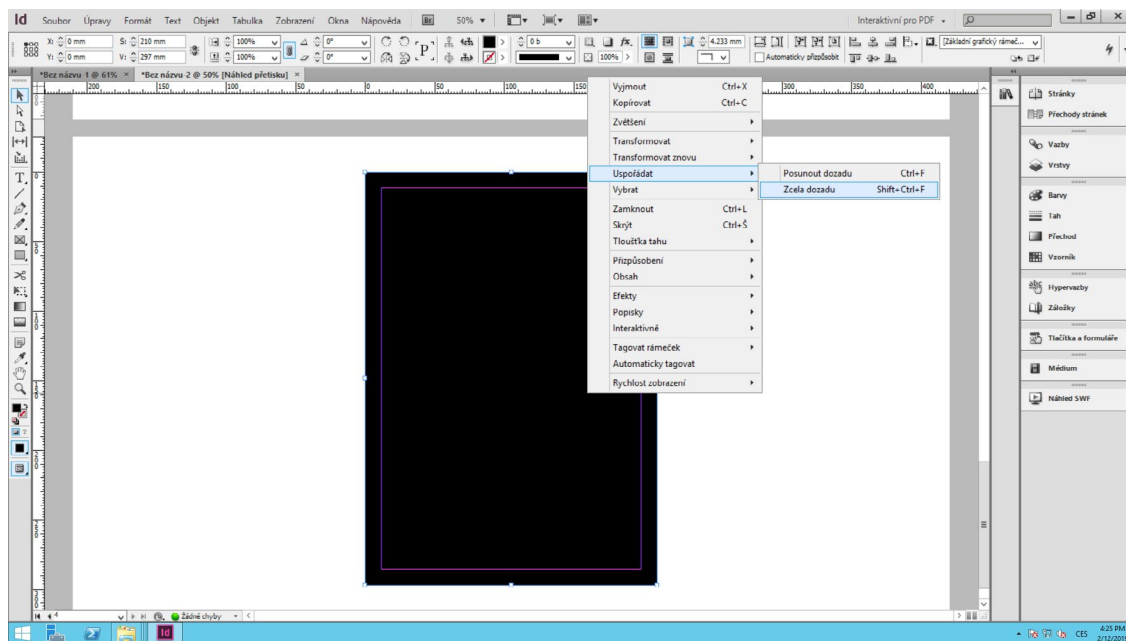 Id Soubor Úpravy Formát Text Objekt Tabulka Zobrazení Okna Nápověda Br 50% Interaktivní pro PDF
X: 0 mm Š: 210 mm 100% 0° P 0 b fx. 4.233 mm [Základní grafický rámeč...
Y: 0 mm V: 297 mm 100% 0° 100% Automaticky přizpůsobit
*Bez názvu-1 @ 61% × *Bez názvu-2 @ 50% [Náhled přetisku] ×
200 150 100 50 0 50 100 150 300 350 400
Vyjmout Ctrl+X
Kopírovat Ctrl+C
Zvětšení
Transformovat
Transformovat znovu
Uspořádat
Vybrat
Zamknout Ctrl+L
Skrýt Ctrl+Š
Tloušťka tahu
Přizpůsobení
Obsah
Efekty
Popisky
Interaktivně
Tagovat rámeček
Automaticky tagovat
Rychlost zobrazení
Posunout dozadu Ctrl+F
Zcela dozadu Shift+Ctrl+F
Stránky
Přechody stránek
Vazby
Vrstvy
Barvy
Tah
Přechod
Vzorník
Hypervazby
Záložky
Tlačítka a formuláře
Médium
Náhled SWF
4 Žádné chyby
Id CES 4:25 PM